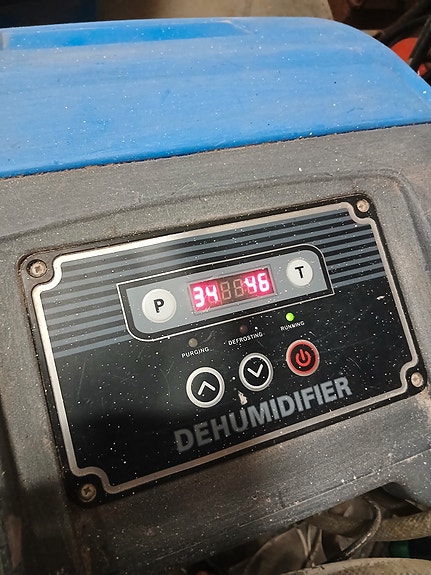 P 34 46 T
PURGING DEFROSTING RUNNING
DEHUMIDIFIER